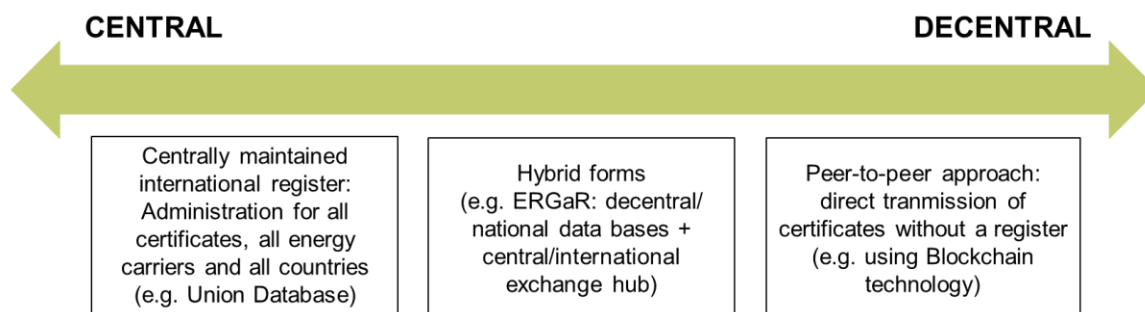 CENTRAL
DECENTRAL
Centrally maintained
international register:
Administration for all
certificates, all energy
carriers and all countries
(e.g. Union Database)
Hybrid forms
(e.g. ERGaR: decentral/
national data bases +
central/international
exchange hub)
Peer-to-peer approach:
direct tranmission of
certificates without a register
(e.g. using Blockchain
technology)